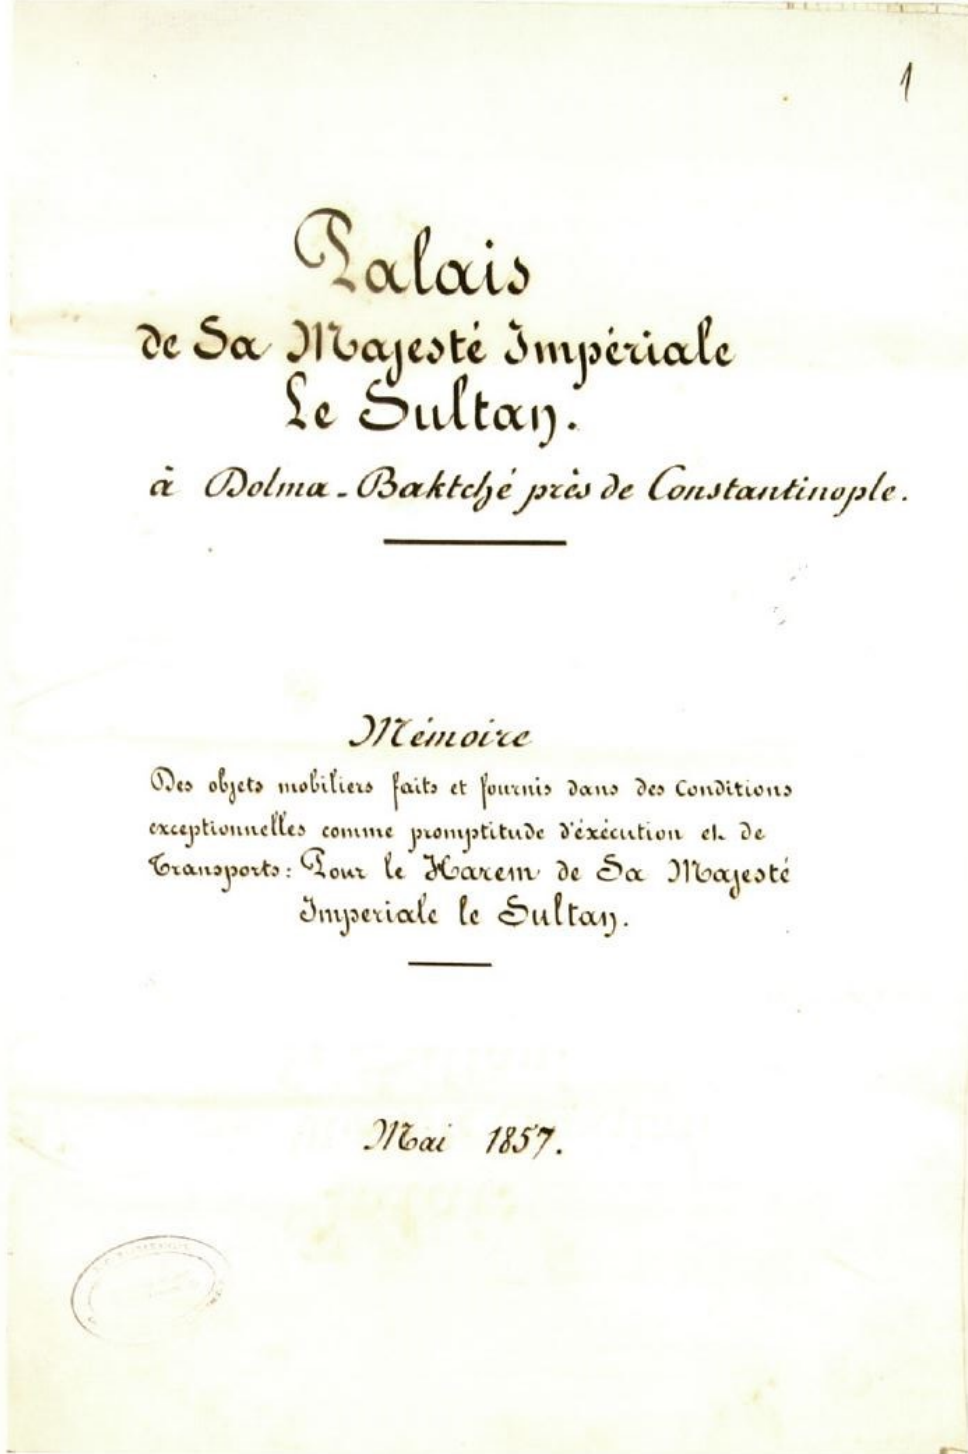 1
Palais
de Sa Majesté Impériale
Le Sultan.
à Dolma-Baktché près de Constantinople.
Mémoire
Des objets mobiliers faits et fournis dans des conditions
exceptionnelles comme promptitude d'éxécution et de
Transports: Pour le Harem de Sa Majesté
Imperiale le Sultan.
Mai 1857.